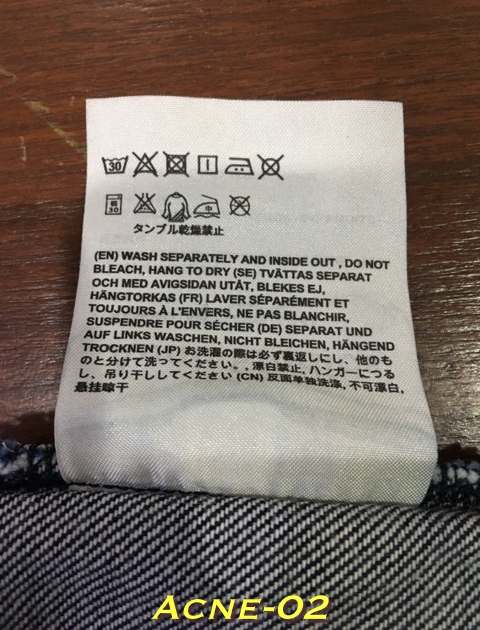 30
30
中
タンブル乾燥禁止
(EN) WASH SEPARATELY AND INSIDE OUT , DO NOT
BLEACH, HANG TO DRY (SE) TVÄTTAS SEPARAT
OCH MED AVIGSIDAN UTÅT, BLEKES EJ,
HÄNGTORKAS (FR) LAVER SÉPARÉMENT ET
TOUJOURS À L'ENVERS, NE PAS BLANCHIR,
SUSPENDRE POUR SÉCHER (DE) SEPARAT UND
AUF LINKS WASCHEN, NICHT BLEICHEN, HÄNGEND
TROCKNEN (JP) お洗濯の際は必ず裏返しにし、他のも
のと分けて洗ってください。, 漂白禁止, ハンガーにつる
し、吊り干ししてください (CN) 反面单独洗涤, 不可漂白,
悬挂晾干
Acne-02